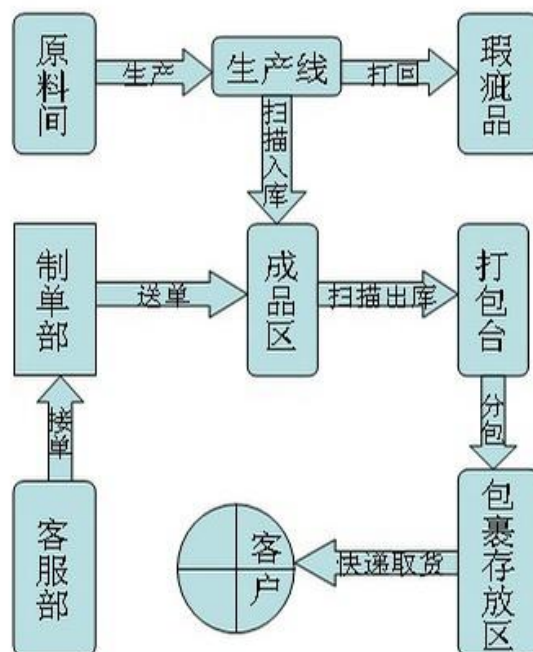 原料间
生产
生产线
打回
瑕疵品
扫描入库
制单部
送单
成品区
扫描出库
打包台
接单
分包
客服部
客户
快递取货
包裹存放区